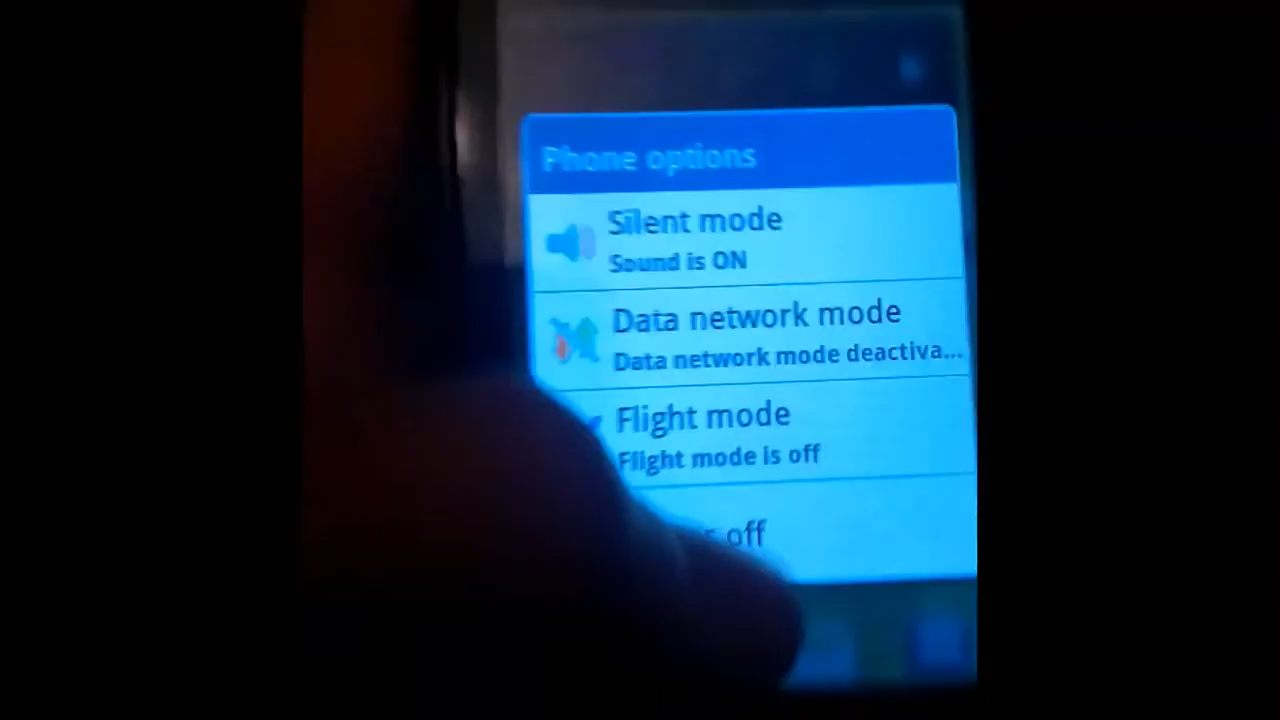 Phone options
Silent mode
Sound is ON
Data network mode
Data network mode deactiva...
Flight mode
Flight mode is off
off